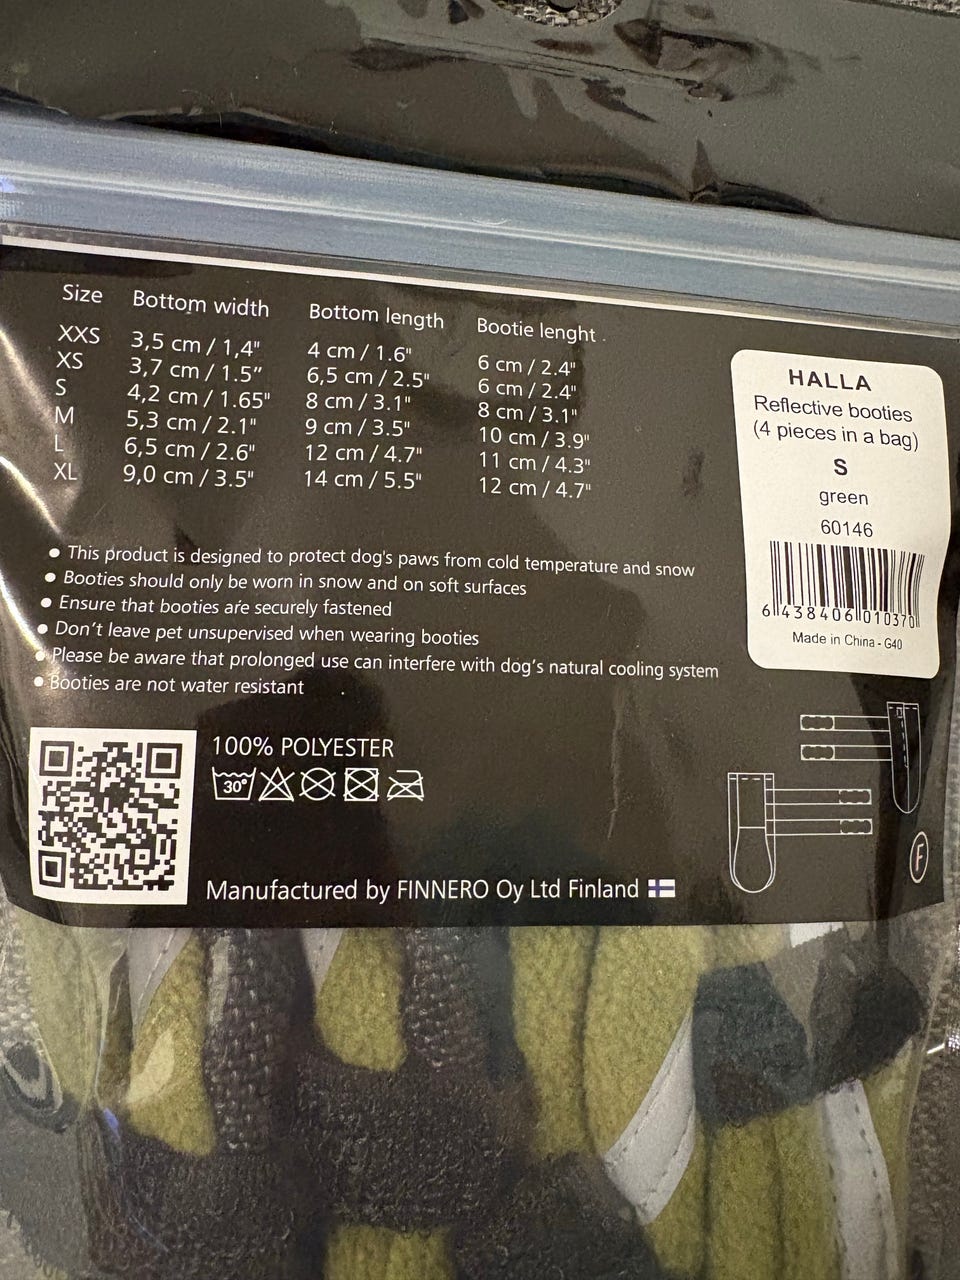 Size Bottom width Bottom length Bootie lenght
XXS 3,5 cm / 1,4" 4 cm / 1.6" 6 cm / 2.4"
XS 3,7 cm / 1.5" 6,5 cm / 2.5" 6 cm / 2.4"
S 4,2 cm / 1.65" 8 cm / 3.1" 8 cm / 3.1"
M 5,3 cm / 2.1" 9 cm / 3.5" 10 cm / 3.9"
L 6,5 cm / 2.6" 12 cm / 4.7" 11 cm / 4.3"
XL 9,0 cm / 3.5" 14 cm / 5.5" 12 cm / 4.7"
HALLA
Reflective booties
(4 pieces in a bag)
S
green
60146
6 438406 010370
Made in China - G40
• This product is designed to protect dog's paws from cold temperature and snow
• Booties should only be worn in snow and on soft surfaces
• Ensure that booties are securely fastened
• Don't leave pet unsupervised when wearing booties
• Please be aware that prolonged use can interfere with dog's natural cooling system
• Booties are not water resistant
100% POLYESTER
30°
Manufactured by FINNERO Oy Ltd Finland
F